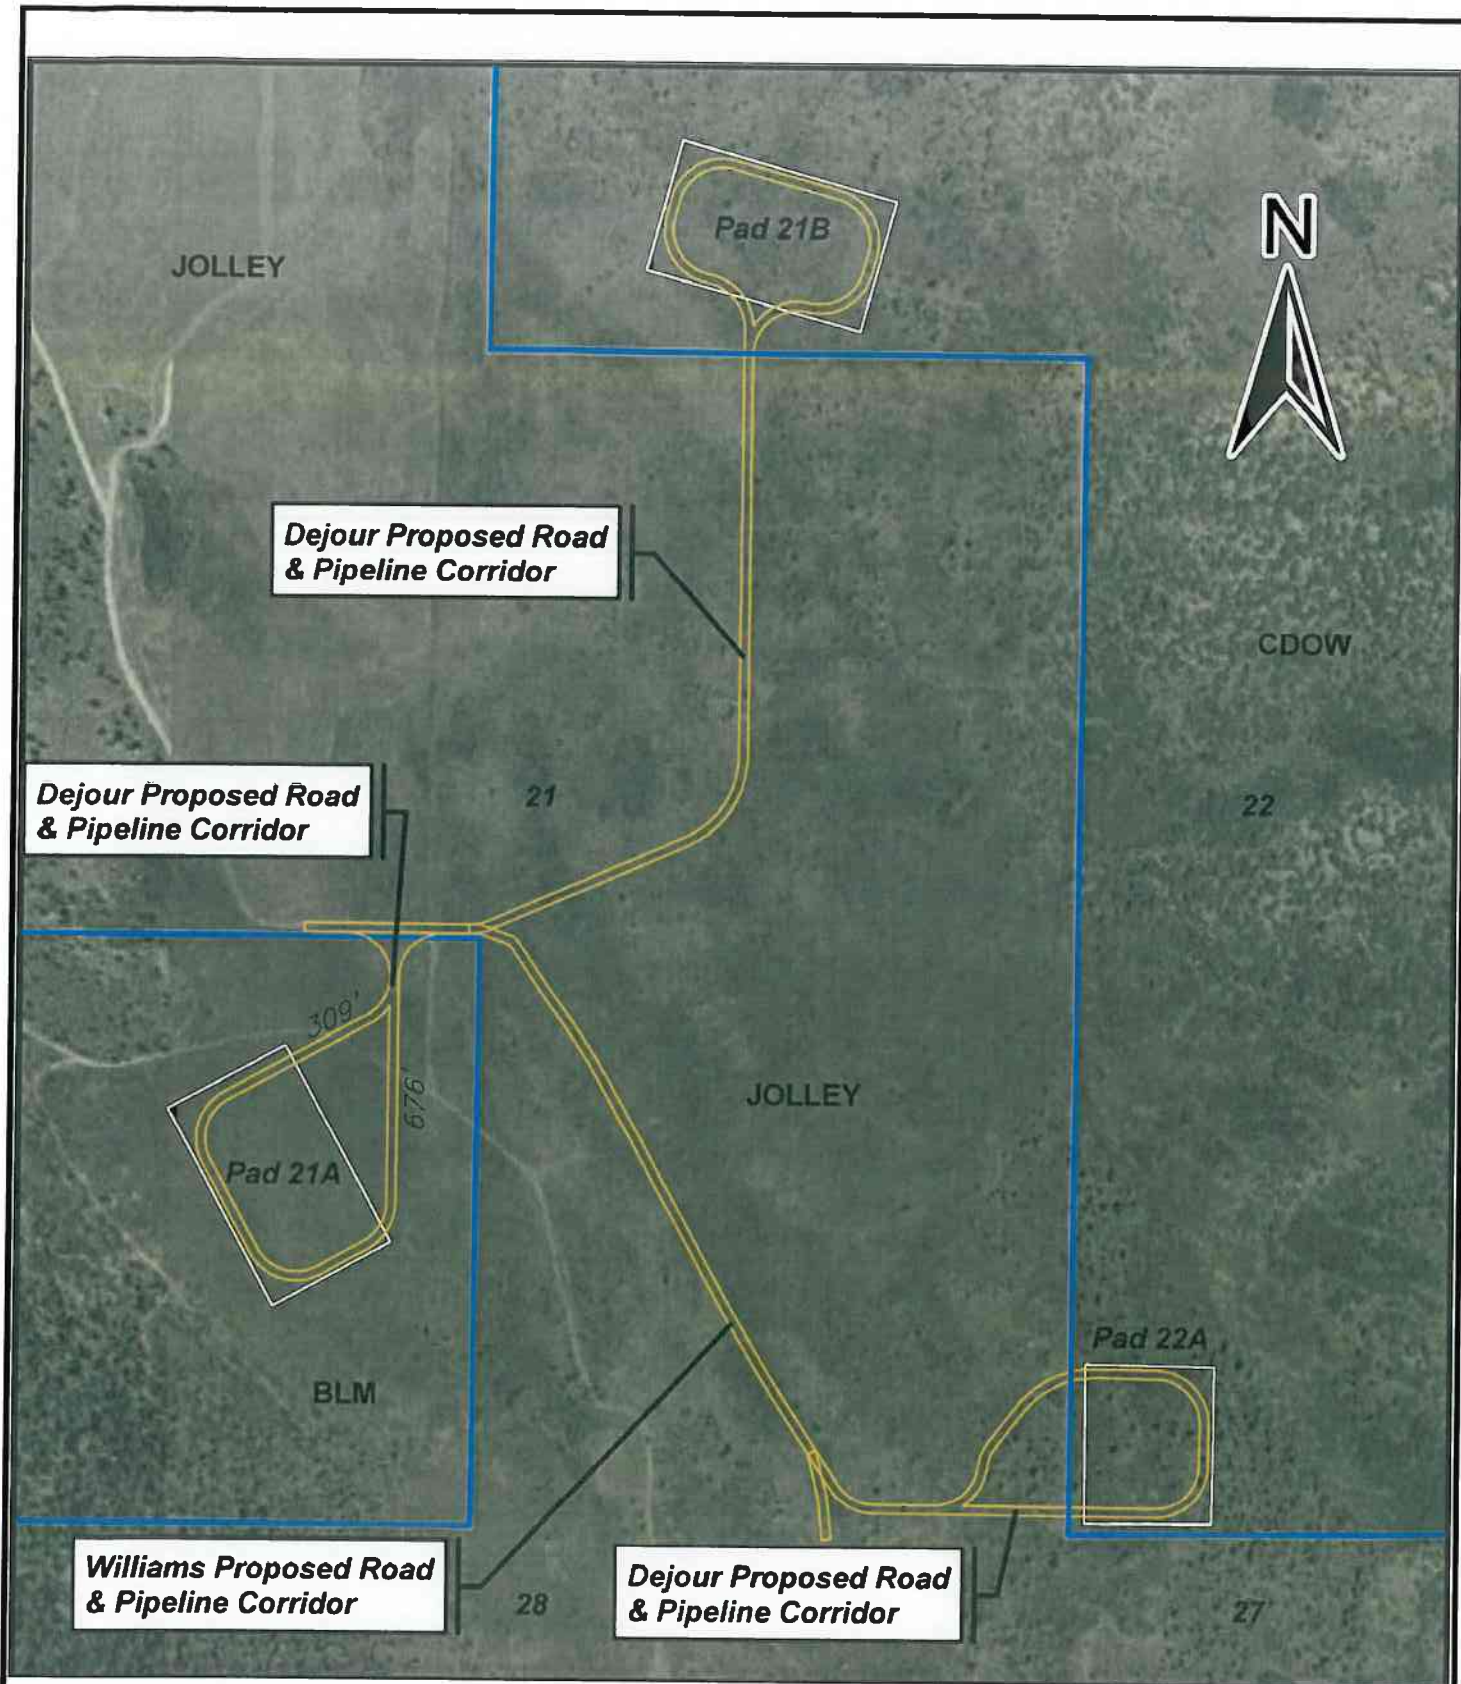 Pad 21B
N
JOLLEY
Dejour Proposed Road
& Pipeline Corridor
CDOW
Dejour Proposed Road
& Pipeline Corridor
21
22
309'
676'
JOLLEY
Pad 21A
Pad 22A
BLM
Williams Proposed Road
& Pipeline Corridor
28
Dejour Proposed Road
& Pipeline Corridor
27